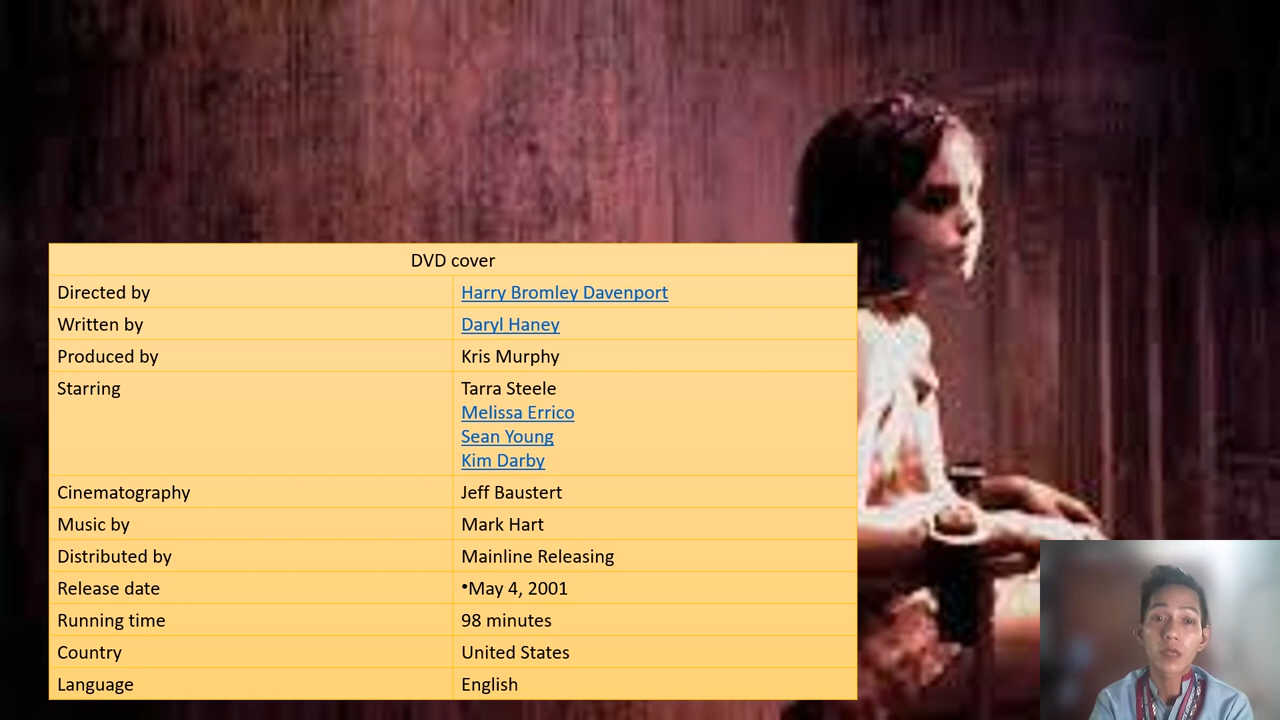 DVD cover
Directed by Harry Bromley Davenport
Written by Daryl Haney
Produced by Kris Murphy
Starring Tarra Steele
Melissa Errico
Sean Young
Kim Darby
Cinematography Jeff Baustert
Music by Mark Hart
Distributed by Mainline Releasing
Release date •May 4, 2001
Running time 98 minutes
Country United States
Language English